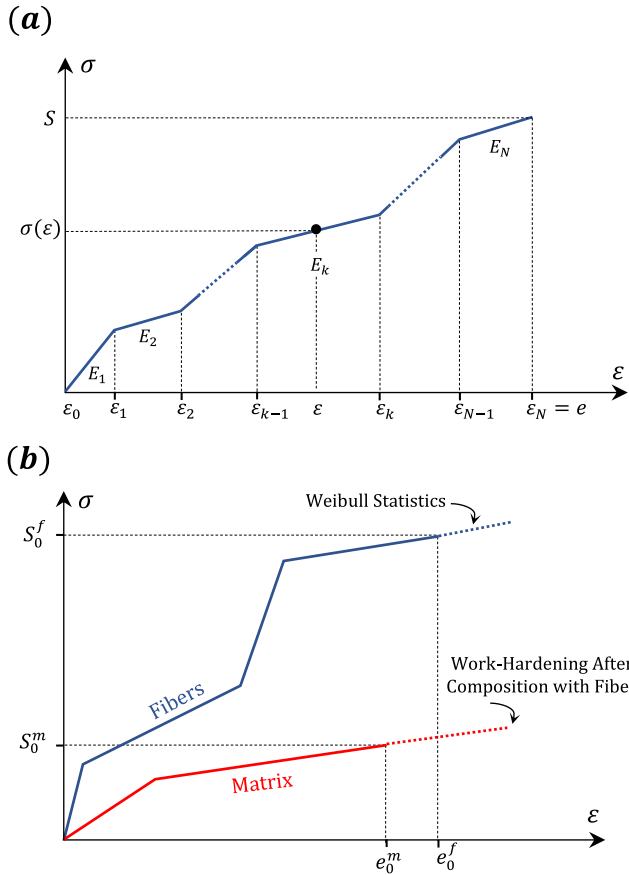 (a)
σ
S
E_N
σ(ε)
E_k
E_2
E_1
ε
ε_0 ε_1 ε_2 ε_{k−1} ε ε_k ε_{N−1} ε_N = e
(b)
σ
Weibull Statistics
S_0^f
Work-Hardening After
Composition with Fibe
Fibers
S_0^m
Matrix
ε
e_0^m e_0^f